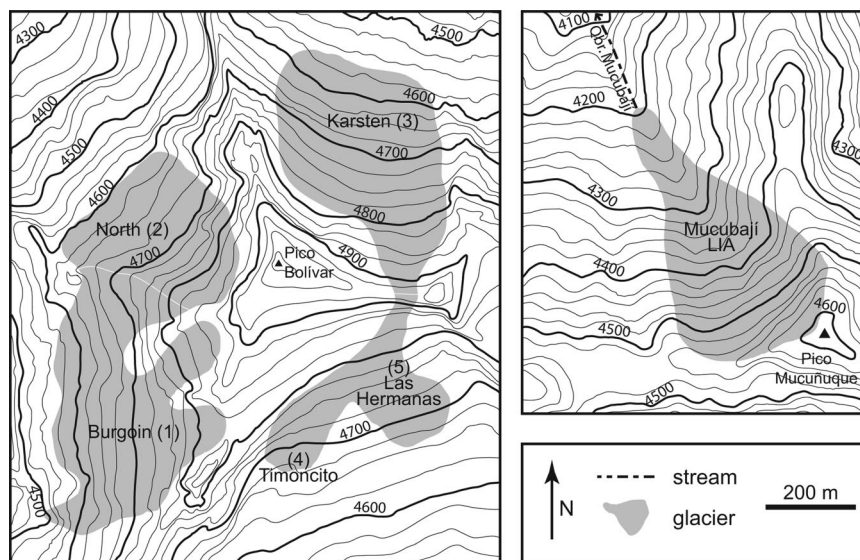 4300
4400
4500
4600
4500
4600
Karsten (3)
4700
4800
4900
North (2)
4700
Pico
Bolívar
(5)
Las
Hermanas
Burgoin (1)
4700
(4)
Timoncito
4600
4500
4100
Qbr. Mucubají
4200
4300
4300
Mucubají
LIA
4400
4500
4600
Pico
Mucuñuque
4500
N
stream
glacier
200 m